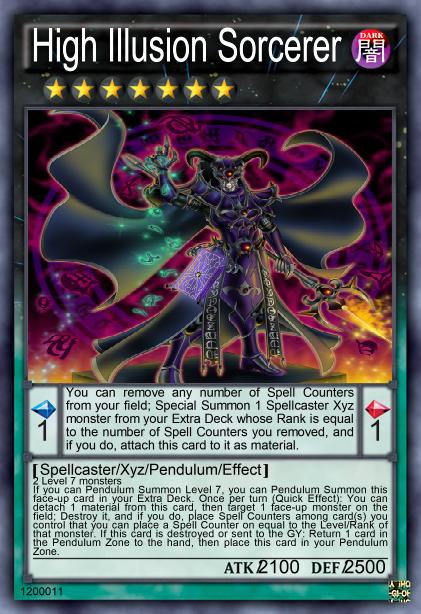 High Illusion Sorcerer
DARK
闇
You can remove any number of Spell Counters
from your field; Special Summon 1 Spellcaster Xyz
monster from your Extra Deck whose Rank is equal
to the number of Spell Counters you removed, and
if you do, attach this card to it as material.
1
1
[Spellcaster/Xyz/Pendulum/Effect]
2 Level 7 monsters
If you can Pendulum Summon Level 7, you can Pendulum Summon this
face-up card in your Extra Deck. Once per turn (Quick Effect): You can
detach 1 material from this card, then target 1 face-up monster on the
field; Destroy it, and if you do, place Spell Counters among card(s) you
control that you can place a Spell Counter on equal to the Level/Rank of
that monster. If this card is destroyed or sent to the GY: Return 1 card in
the Pendulum Zone to the hand, then place this card in your Pendulum
Zone.
ATK 2100 DEF 2500
1200011